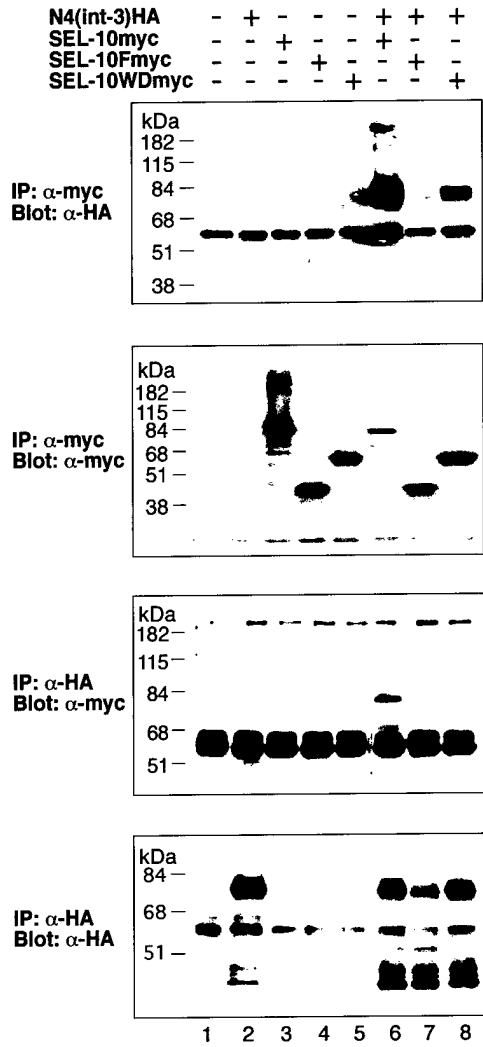 N4(int-3)HA - + - - - + + +
SEL-10myc - - + - - + - -
SEL-10Fmyc - - - + - - + -
SEL-10WDmyc - - - - + - - +
kDa
182
115
84
68
51
38
IP: α-myc
Blot: α-HA
kDa
182
115
84
68
51
38
IP: α-myc
Blot: α-myc
kDa
182
115
84
68
51
IP: α-HA
Blot: α-myc
kDa
84
68
51
IP: α-HA
Blot: α-HA
1 2 3 4 5 6 7 8